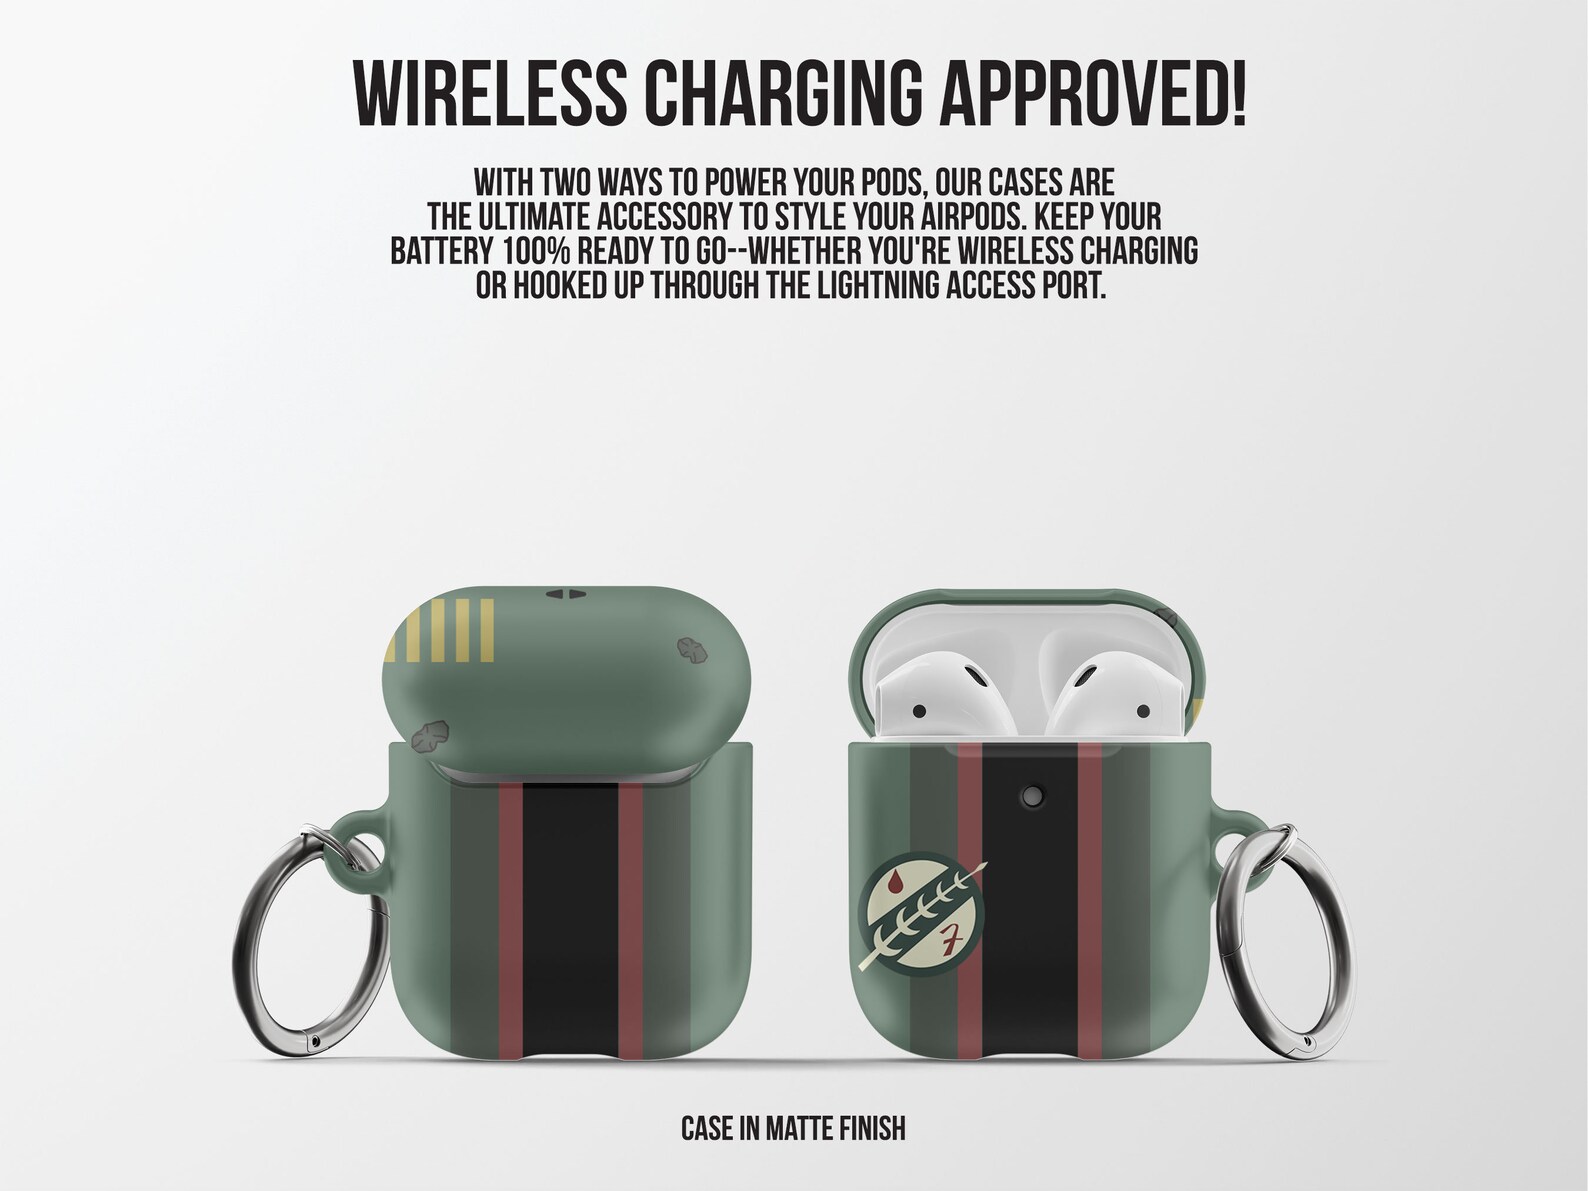 WIRELESS CHARGING APPROVED!
WITH TWO WAYS TO POWER YOUR PODS, OUR CASES ARE
THE ULTIMATE ACCESSORY TO STYLE YOUR AIRPODS. KEEP YOUR
BATTERY 100% READY TO GO--WHETHER YOU'RE WIRELESS CHARGING
OR HOOKED UP THROUGH THE LIGHTNING ACCESS PORT.
CASE IN MATTE FINISH